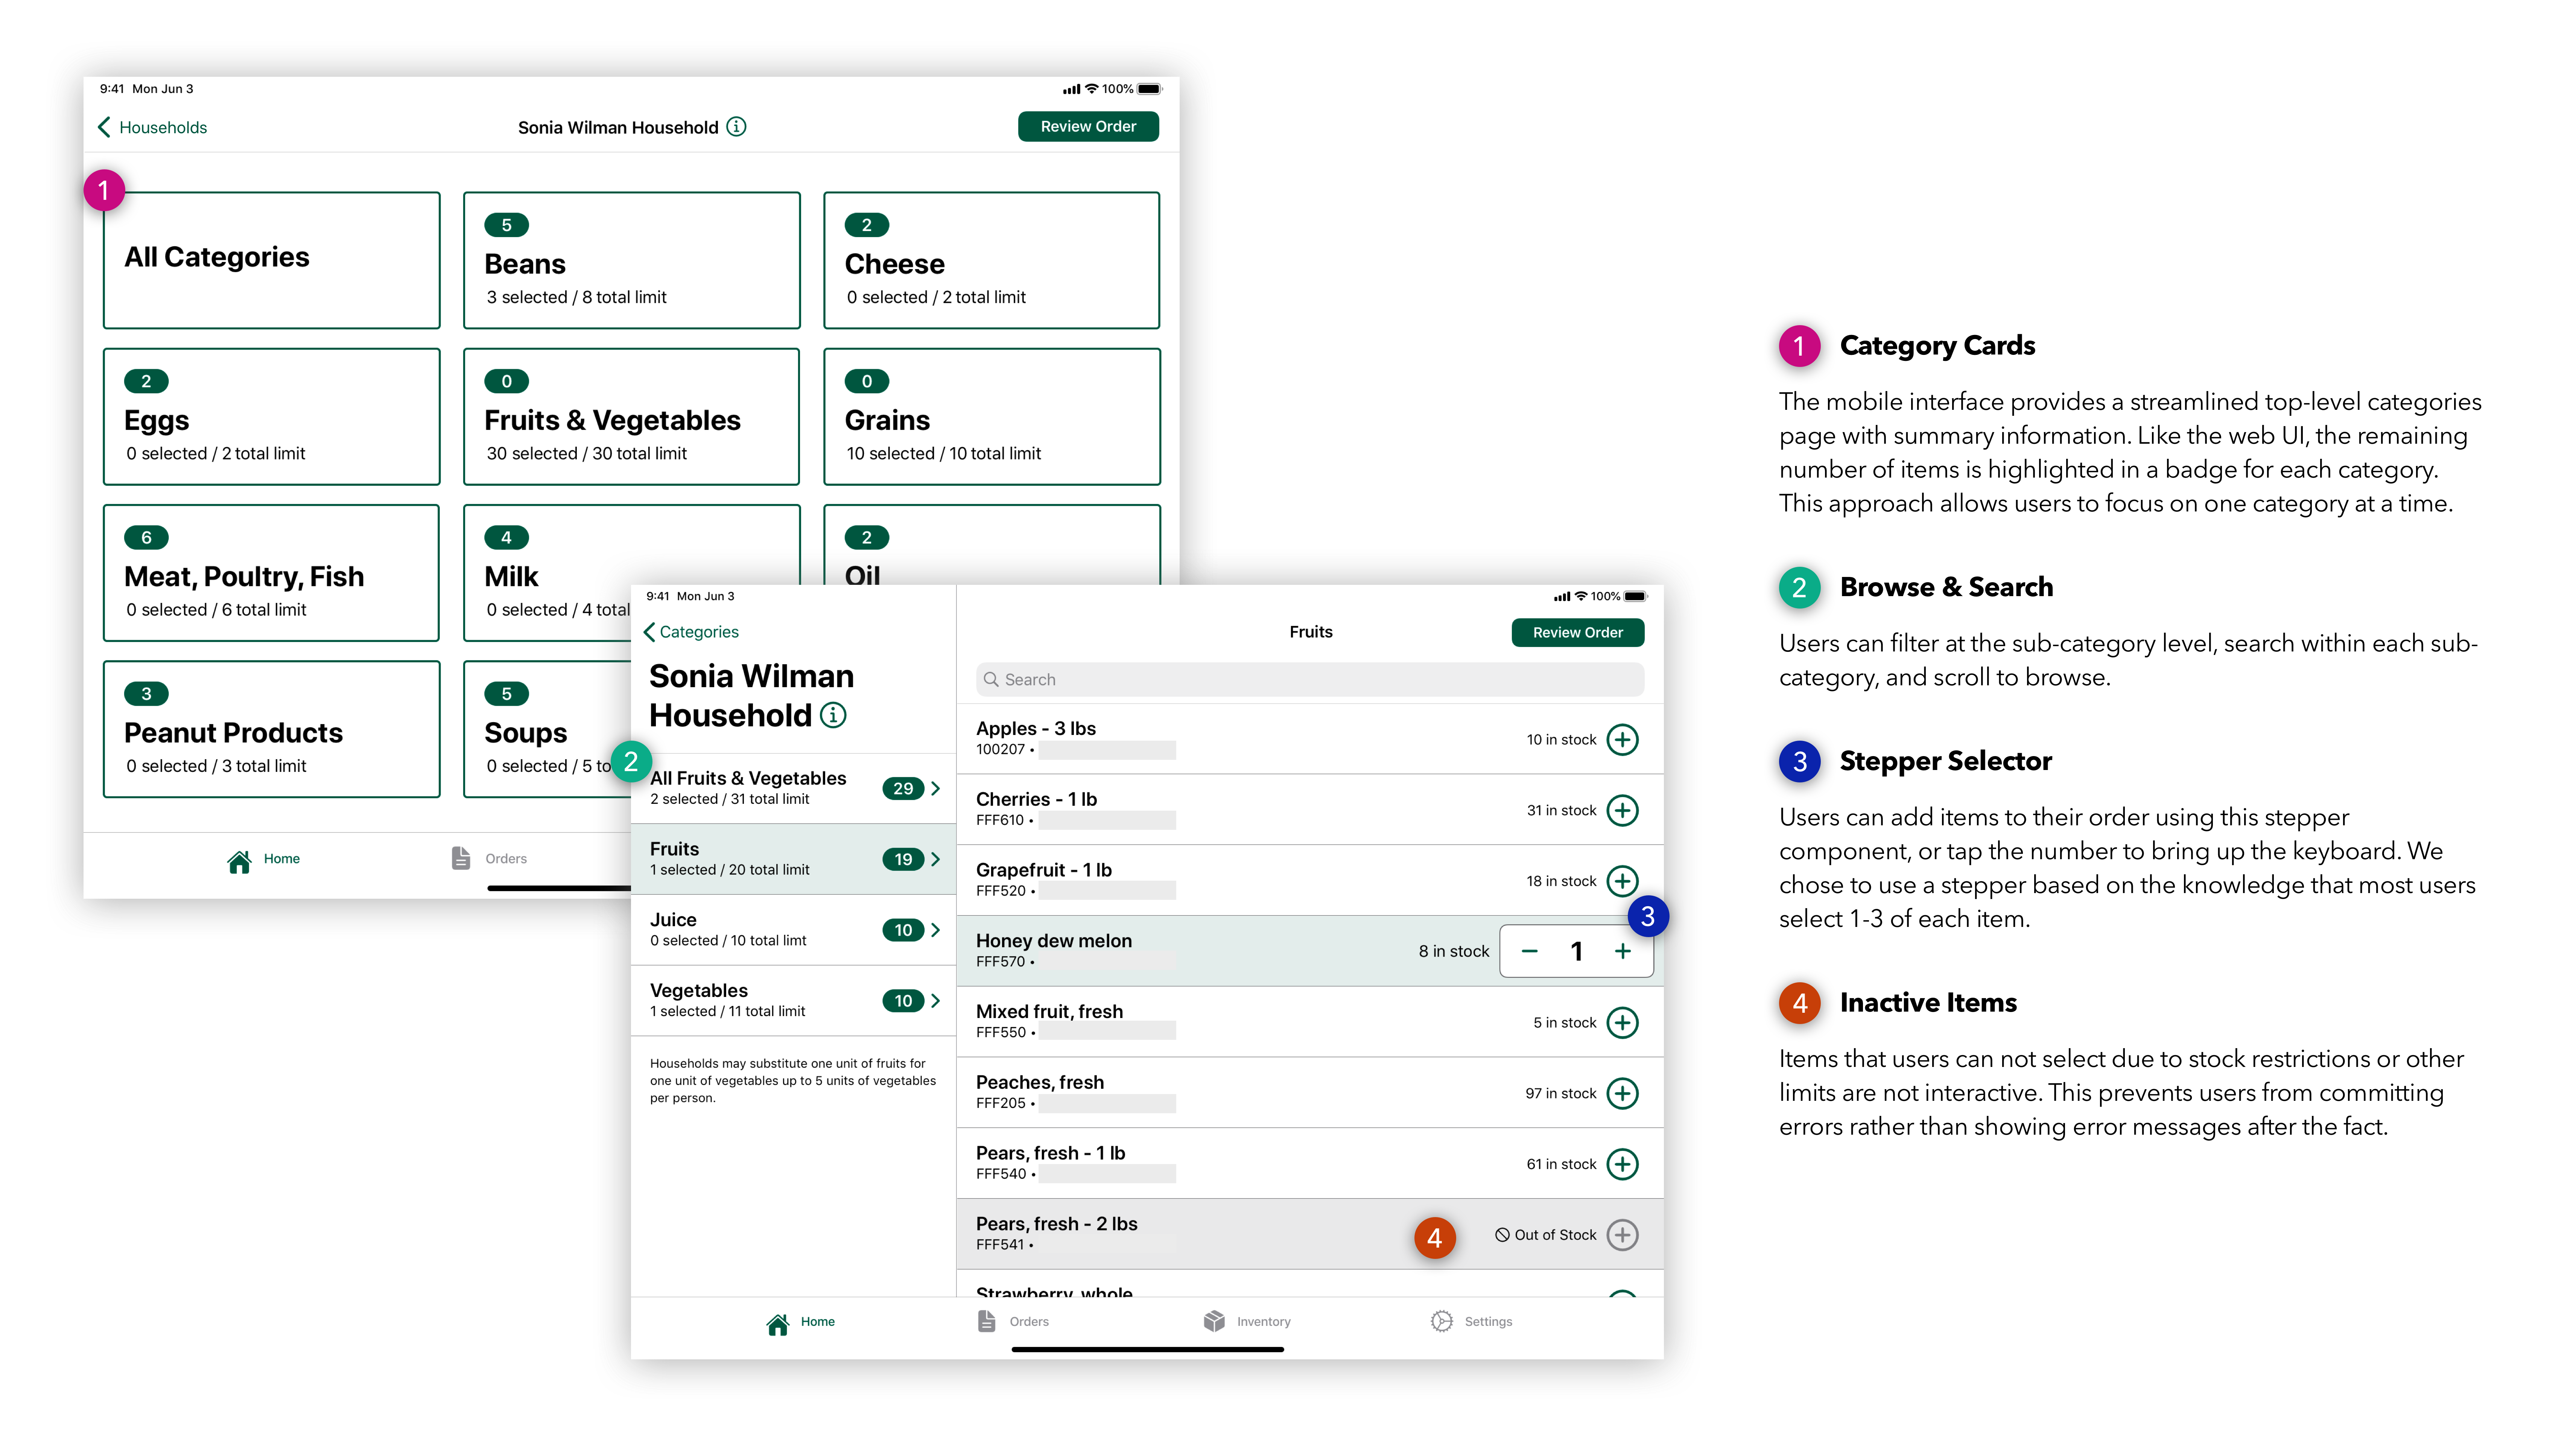 9:41 Mon Jun 3
100%
Households
Sonia Wilman Household
Review Order
1
All Categories
5
Beans
3 selected / 8 total limit
2
Cheese
0 selected / 2 total limit
2
Eggs
0 selected / 2 total limit
0
Fruits & Vegetables
30 selected / 30 total limit
0
Grains
10 selected / 10 total limit
6
Meat, Poultry, Fish
0 selected / 6 total limit
4
Milk
0 selected / 4 total
2
Oil
3
Peanut Products
0 selected / 3 total limit
5
Soups
0 selected / 5 to
Home
Orders
9:41 Mon Jun 3
100%
Categories
Sonia Wilman
Household
2
All Fruits & Vegetables
2 selected / 31 total limit
29
Fruits
1 selected / 20 total limit
19
Juice
0 selected / 10 total limt
10
Vegetables
1 selected / 11 total limit
10
Households may substitute one unit of fruits for
one unit of vegetables up to 5 units of vegetables
per person.
Fruits
Review Order
Search
Apples - 3 lbs
100207 •
10 in stock
Cherries - 1 lb
FFF610 •
31 in stock
Grapefruit - 1 lb
FFF520 •
18 in stock
3
Honey dew melon
FFF570 •
8 in stock
− 1 +
Mixed fruit, fresh
FFF550 •
5 in stock
Peaches, fresh
FFF205 •
97 in stock
Pears, fresh - 1 lb
FFF540 •
61 in stock
Pears, fresh - 2 lbs
FFF541 •
4
Out of Stock
Strawberry, whole
Home
Orders
Inventory
Settings
1 Category Cards
The mobile interface provides a streamlined top-level categories
page with summary information. Like the web UI, the remaining
number of items is highlighted in a badge for each category.
This approach allows users to focus on one category at a time.
2 Browse & Search
Users can filter at the sub-category level, search within each sub-
category, and scroll to browse.
3 Stepper Selector
Users can add items to their order using this stepper
component, or tap the number to bring up the keyboard. We
chose to use a stepper based on the knowledge that most users
select 1-3 of each item.
4 Inactive Items
Items that users can not select due to stock restrictions or other
limits are not interactive. This prevents users from committing
errors rather than showing error messages after the fact.